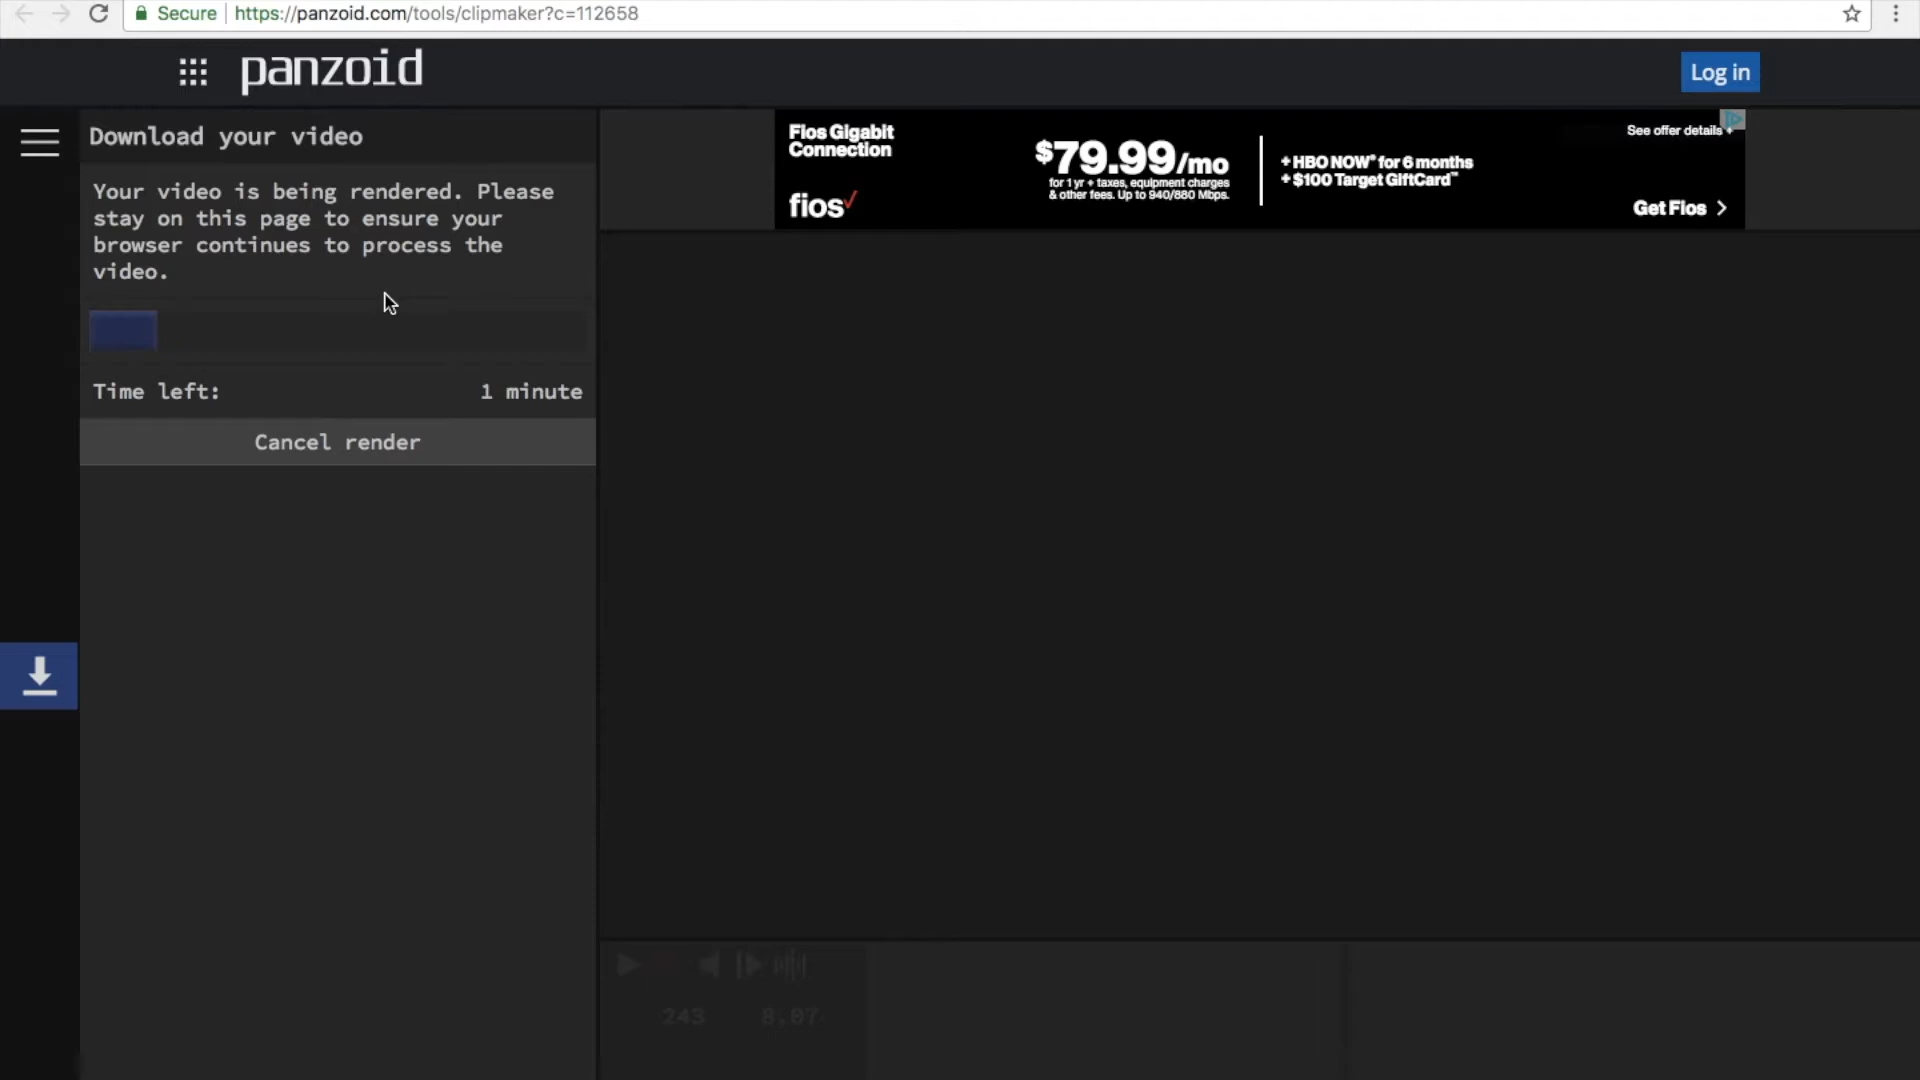 Secure
https://panzoid.com/tools/clipmaker?c=112658
panzoid
Log in
Download your video
Your video is being rendered. Please
stay on this page to ensure your
browser continues to process the
video.
Time left: 1 minute
Cancel render
Fios Gigabit
Connection
fios
$79.99/mo
for 1 yr + taxes, equipment charges
& other fees. Up to 940/880 Mbps.
+ HBO NOW® for 6 months
+ $100 Target GiftCard™
See offer details +
Get Fios
243 8.07